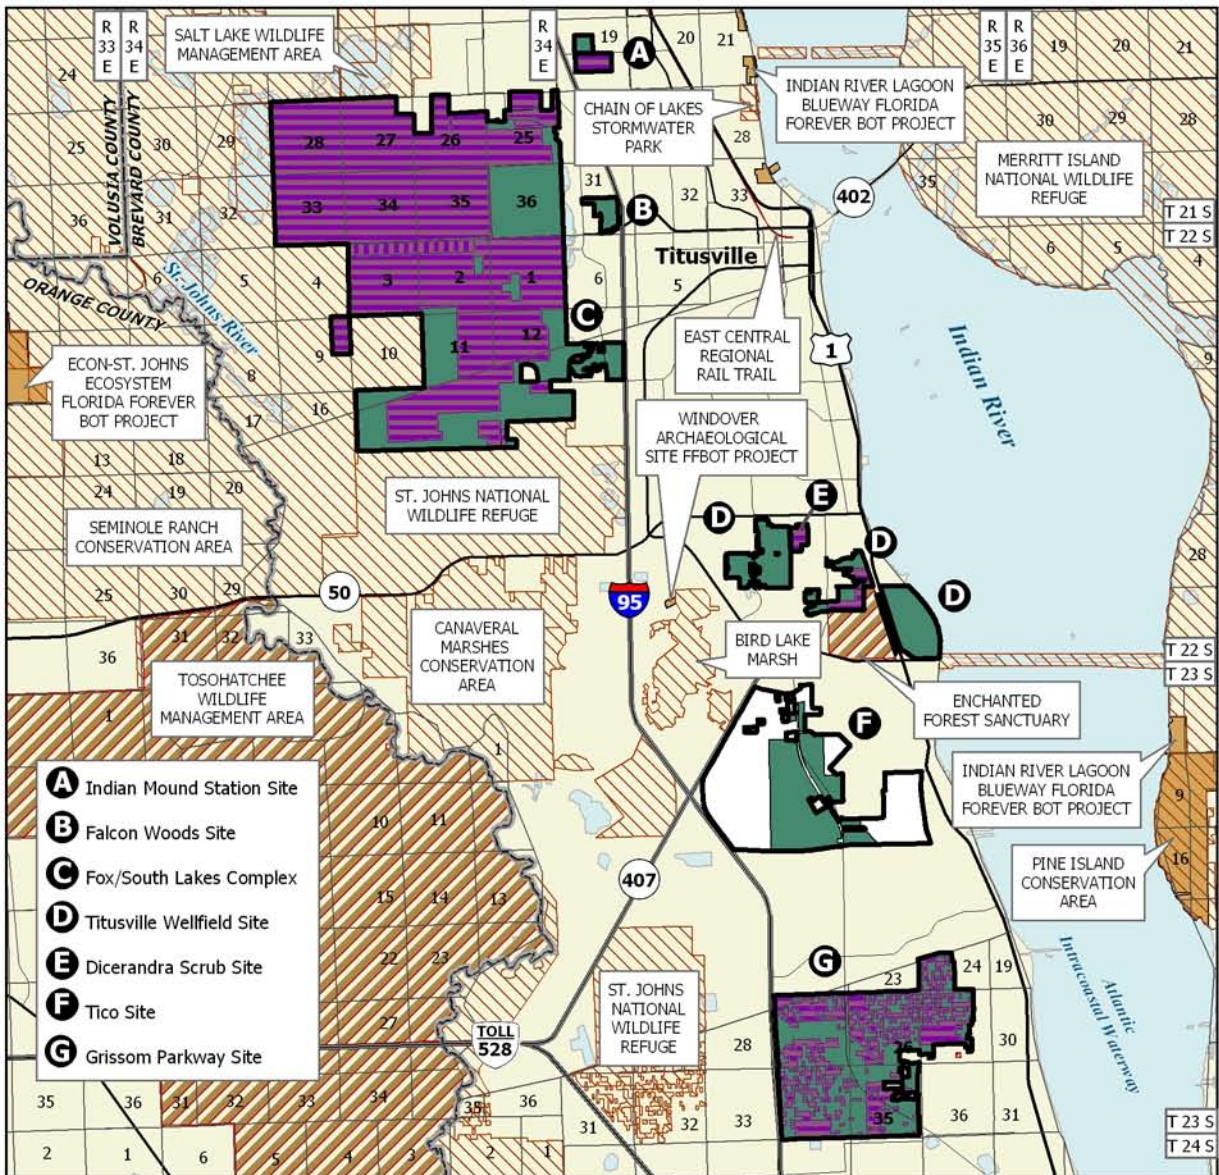 R
33
E
R
34
E
SALT LAKE WILDLIFE
MANAGEMENT AREA
R
34
E
19
A
20
21
R
35
E
R
36
E
19
20
21
24
INDIAN RIVER LAGOON
BLUEWAY FLORIDA
FOREVER BOT PROJECT
CHAIN OF LAKES
STORMWATER
PARK
25
30
29
28
27
26
25
28
30
29
28
VOLUSIA COUNTY
BREVARD COUNTY
MERRITT ISLAND
NATIONAL WILDLIFE
REFUGE
36
31
32
33
34
35
36
31
B
32
33
402
35
T 21 S
T 22 S
Titusville
6
5
4
3
2
1
6
5
6
5
4
ORANGE COUNTY
St. Johns River
C
EAST CENTRAL
REGIONAL
RAIL TRAIL
1
Indian River
9
10
11
12
9
ECON-ST. JOHNS
ECOSYSTEM
FLORIDA FOREVER
BOT PROJECT
8
17
16
WINDOVER
ARCHAEOLOGICAL
SITE FFBOT PROJECT
13
18
24
19
20
ST. JOHNS NATIONAL
WILDLIFE REFUGE
SEMINOLE RANCH
CONSERVATION AREA
D
E
D
28
25
30
29
50
95
D
31
32
33
36
CANAVERAL
MARSHES
CONSERVATION
AREA
BIRD LAKE
MARSH
T 22 S
T 23 S
TOSOHATCHEE
WILDLIFE
MANAGEMENT AREA
ENCHANTED
FOREST SANCTUARY
1
1
F
INDIAN RIVER LAGOON
BLUEWAY FLORIDA
FOREVER BOT PROJECT
9
A Indian Mound Station Site
B Falcon Woods Site
C Fox/South Lakes Complex
D Titusville Wellfield Site
E Dicerandra Scrub Site
F Tico Site
G Grissom Parkway Site
10
11
16
PINE ISLAND
CONSERVATION
AREA
407
15
14
13
22
23
G
23
24
19
Atlantic
Intracoastal Waterway
ST. JOHNS
NATIONAL
WILDLIFE
REFUGE
27
TOLL
528
28
26
30
35
36
31
32
33
34
35
36
31
32
33
35
36
31
T 23 S
T 24 S
2
1
6
5
4
3
2
1